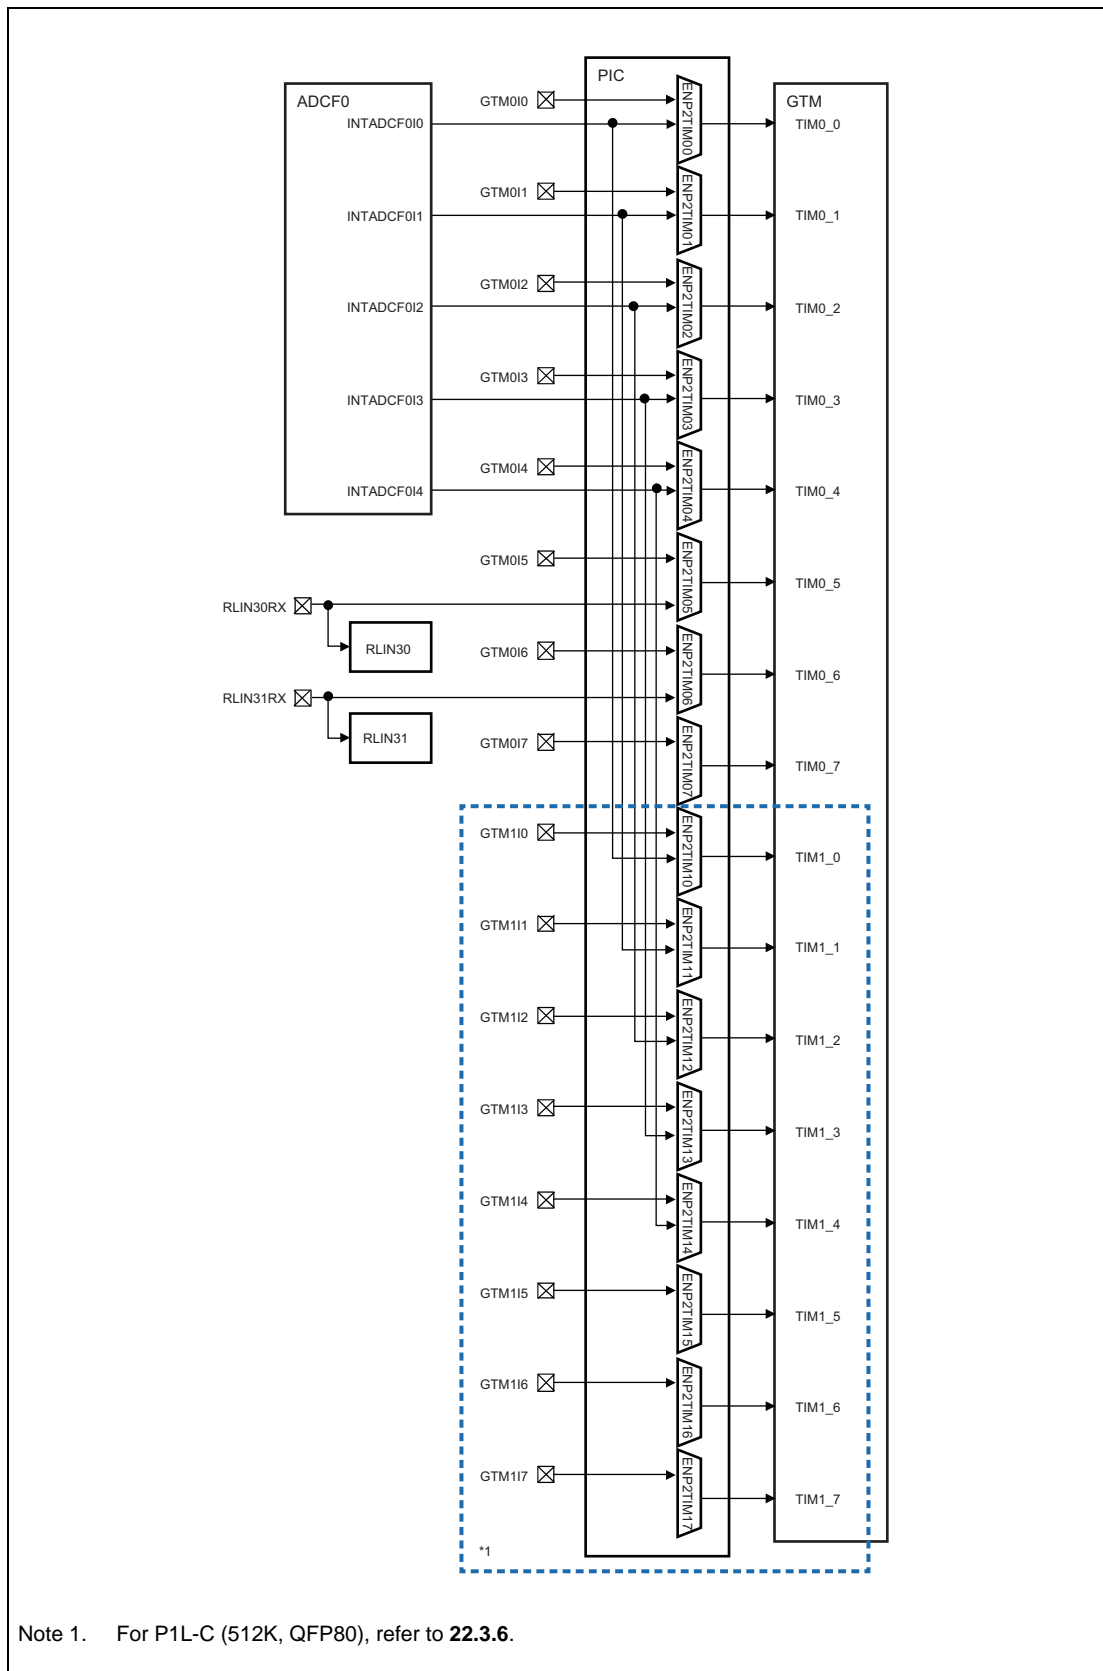 PIC
ADCF0
GTM
GTM0I0
ENP2TIM00
INTADCF0I0
TIM0_0
GTM0I1
ENP2TIM01
INTADCF0I1
TIM0_1
GTM0I2
ENP2TIM02
INTADCF0I2
TIM0_2
GTM0I3
ENP2TIM03
INTADCF0I3
TIM0_3
GTM0I4
ENP2TIM04
INTADCF0I4
TIM0_4
GTM0I5
ENP2TIM05
TIM0_5
RLIN30RX
RLIN30
GTM0I6
ENP2TIM06
TIM0_6
RLIN31RX
RLIN31
GTM0I7
ENP2TIM07
TIM0_7
GTM1I0
ENP2TIM10
TIM1_0
GTM1I1
ENP2TIM11
TIM1_1
GTM1I2
ENP2TIM12
TIM1_2
GTM1I3
ENP2TIM13
TIM1_3
GTM1I4
ENP2TIM14
TIM1_4
GTM1I5
ENP2TIM15
TIM1_5
GTM1I6
ENP2TIM16
TIM1_6
GTM1I7
ENP2TIM17
TIM1_7
*1
Note 1. For P1L-C (512K, QFP80), refer to 22.3.6.